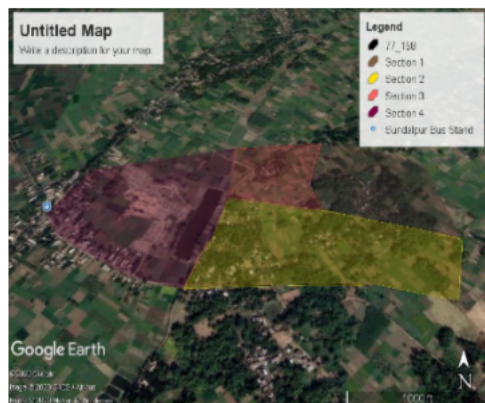 Untitled Map
Write a description for your map.
Legend
77_158
Section 1
Section 2
Section 3
Section 4
Bundalpur Bus Stand
Google Earth
1000 ft
N